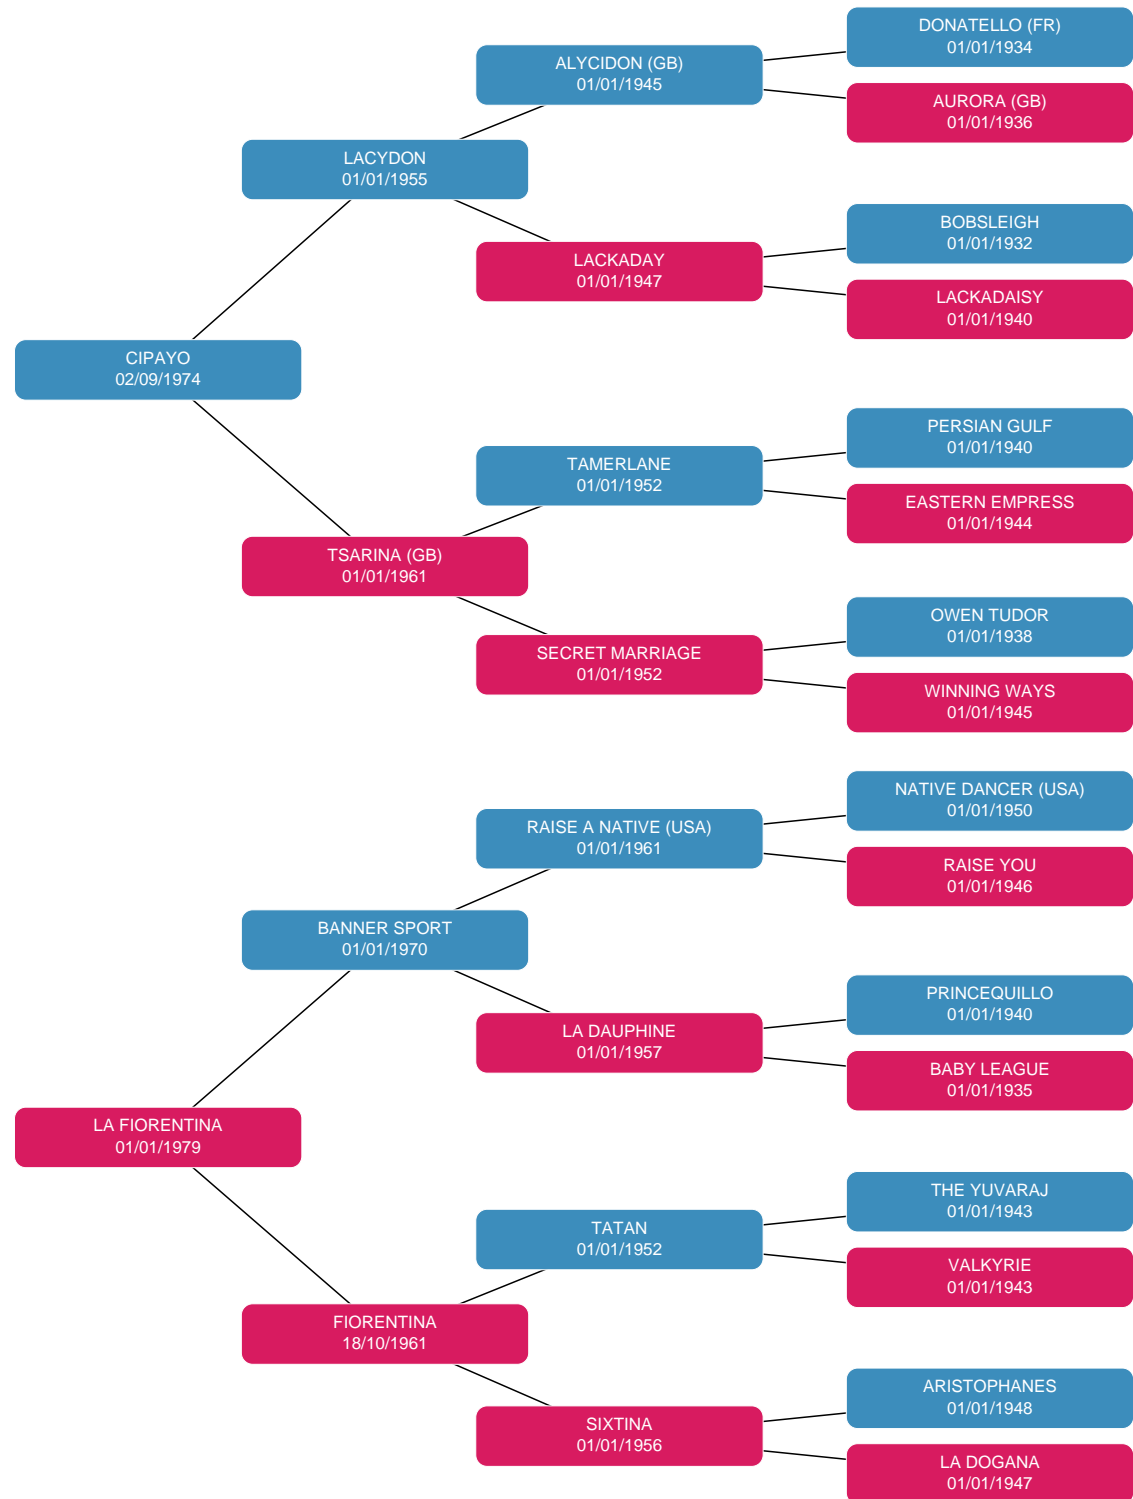 DONATELLO (FR)
01/01/1934
ALYCIDON (GB)
01/01/1945
AURORA (GB)
01/01/1936
LACYDON
01/01/1955
BOBSLEIGH
01/01/1932
LACKADAY
01/01/1947
LACKADAISY
01/01/1940
CIPAYO
02/09/1974
PERSIAN GULF
01/01/1940
TAMERLANE
01/01/1952
EASTERN EMPRESS
01/01/1944
TSARINA (GB)
01/01/1961
OWEN TUDOR
01/01/1938
SECRET MARRIAGE
01/01/1952
WINNING WAYS
01/01/1945
NATIVE DANCER (USA)
01/01/1950
RAISE A NATIVE (USA)
01/01/1961
RAISE YOU
01/01/1946
BANNER SPORT
01/01/1970
PRINCEQUILLO
01/01/1940
LA DAUPHINE
01/01/1957
BABY LEAGUE
01/01/1935
LA FIORENTINA
01/01/1979
THE YUVARAJ
01/01/1943
TATAN
01/01/1952
VALKYRIE
01/01/1943
FIORENTINA
18/10/1961
ARISTOPHANES
01/01/1948
SIXTINA
01/01/1956
LA DOGANA
01/01/1947